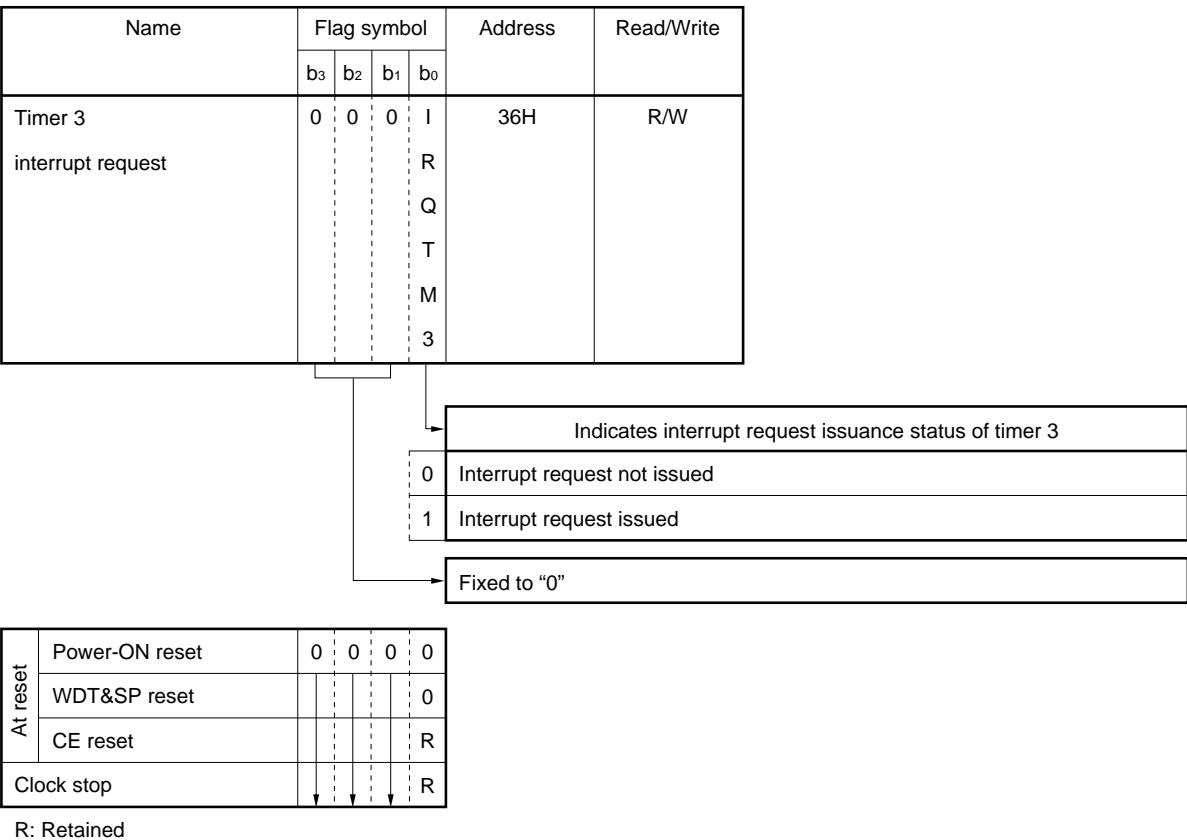 Name Flag symbol Address Read/Write
b3 b2 b1 b0
Timer 3 0 0 0 I 36H R/W
interrupt request R
Q
T
M
3
Indicates interrupt request issuance status of timer 3
0 Interrupt request not issued
1 Interrupt request issued
Fixed to “0”
At reset
Power-ON reset 0 0 0 0
WDT&SP reset 0
CE reset R
Clock stop R
R: Retained